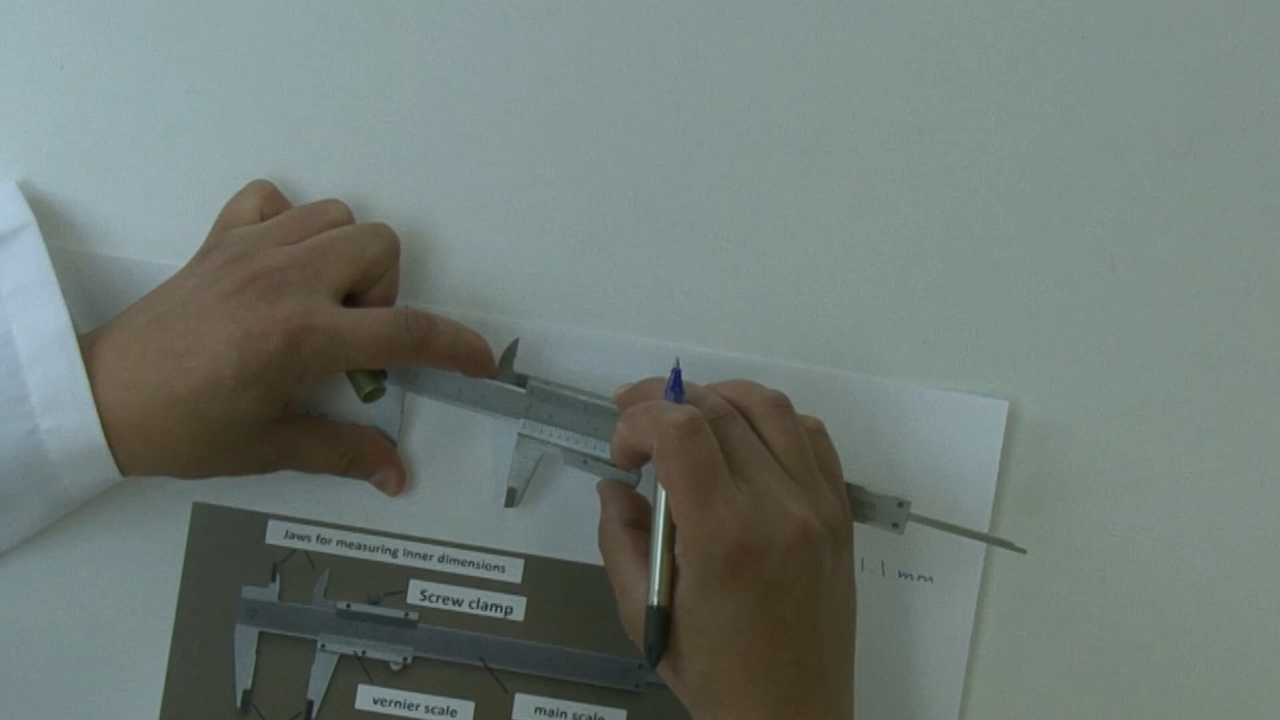 1.1 mm
Jaws for measuring inner dimensions
Screw clamp
vernier scale
main scale